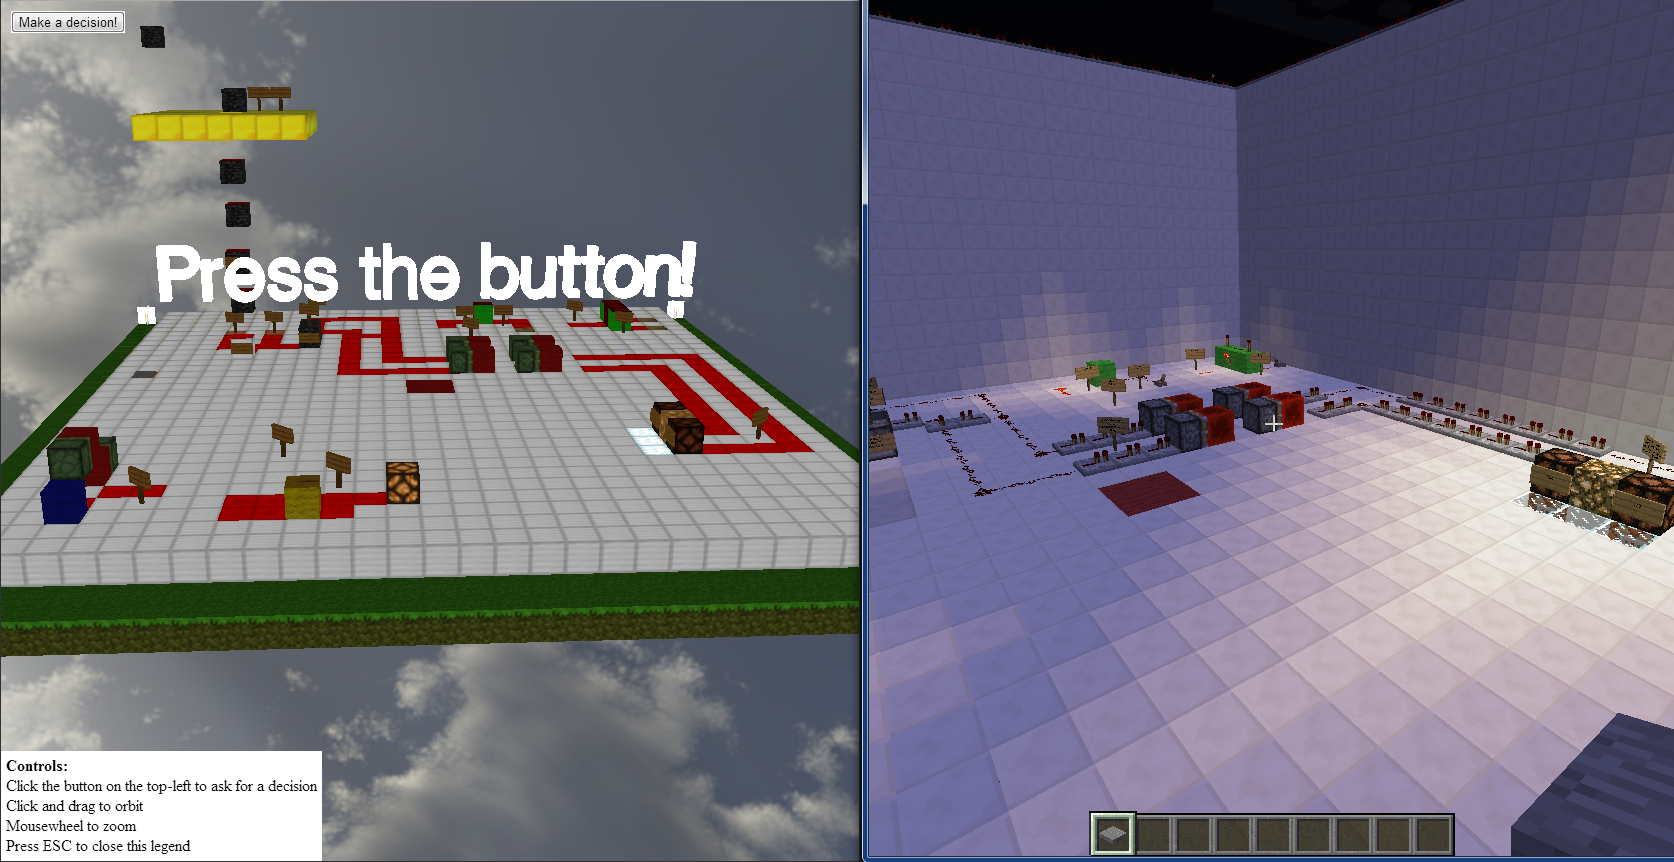 Make a decision!
Press the button!
Controls:
Click the button on the top-left to ask for a decision
Click and drag to orbit
Mousewheel to zoom
Press ESC to close this legend